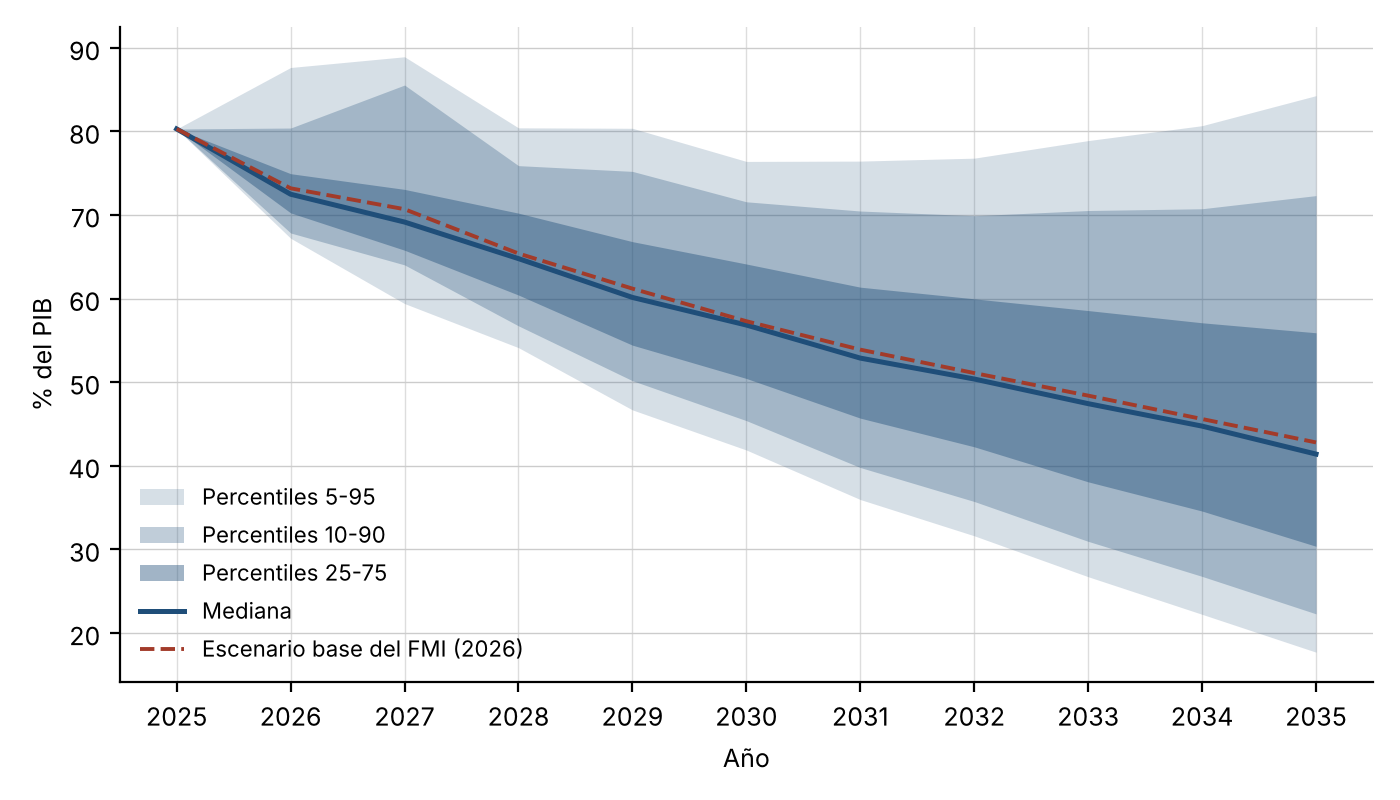 90
80
70
60
50
40
30
20
% del PIB
Percentiles 5-95
Percentiles 10-90
Percentiles 25-75
Mediana
Escenario base del FMI (2026)
2025 2026 2027 2028 2029 2030 2031 2032 2033 2034 2035
Año